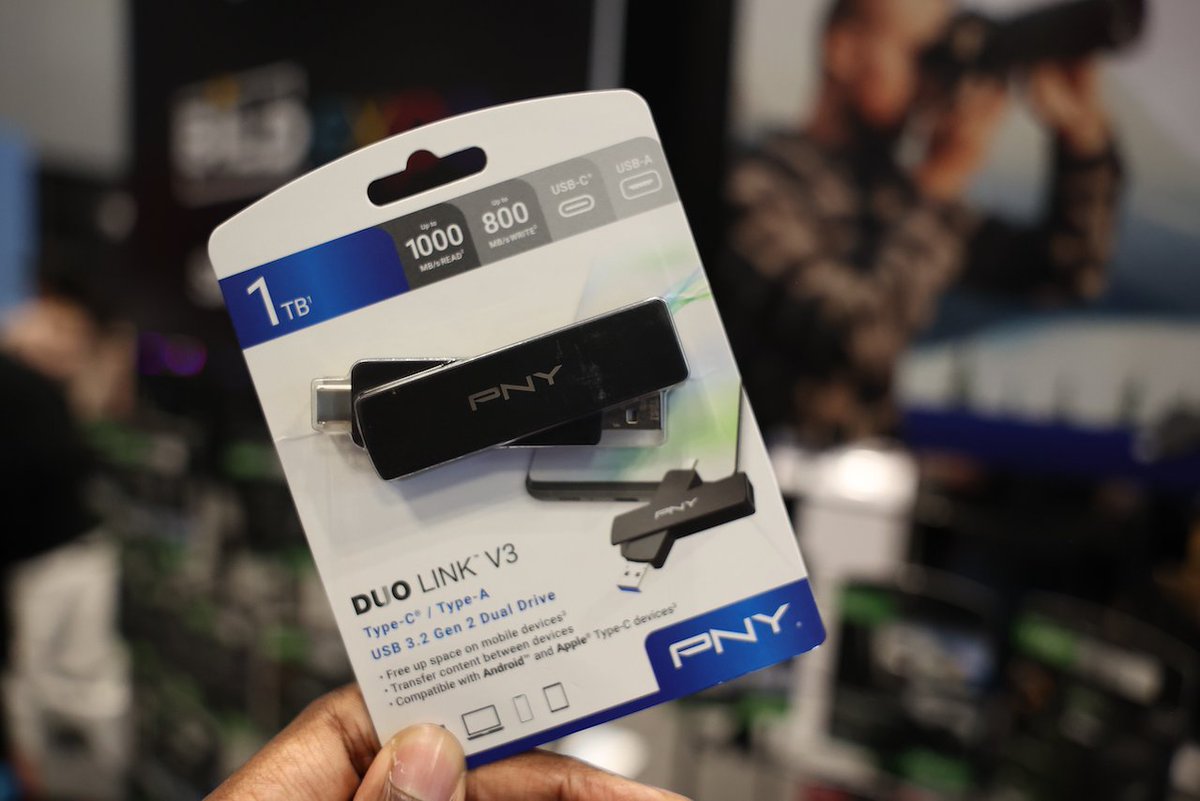 Up to
1000
MB/s READ²
Up to
800
MB/s WRITE²
USB-C®
USB-A
1 TB¹
PNY
PNY
DUO LINK™ V3
Type-C® / Type-A
USB 3.2 Gen 2 Dual Drive
• Free up space on mobile devices³
• Transfer content between devices
• Compatible with Android™ and Apple® Type-C devices³
PNY